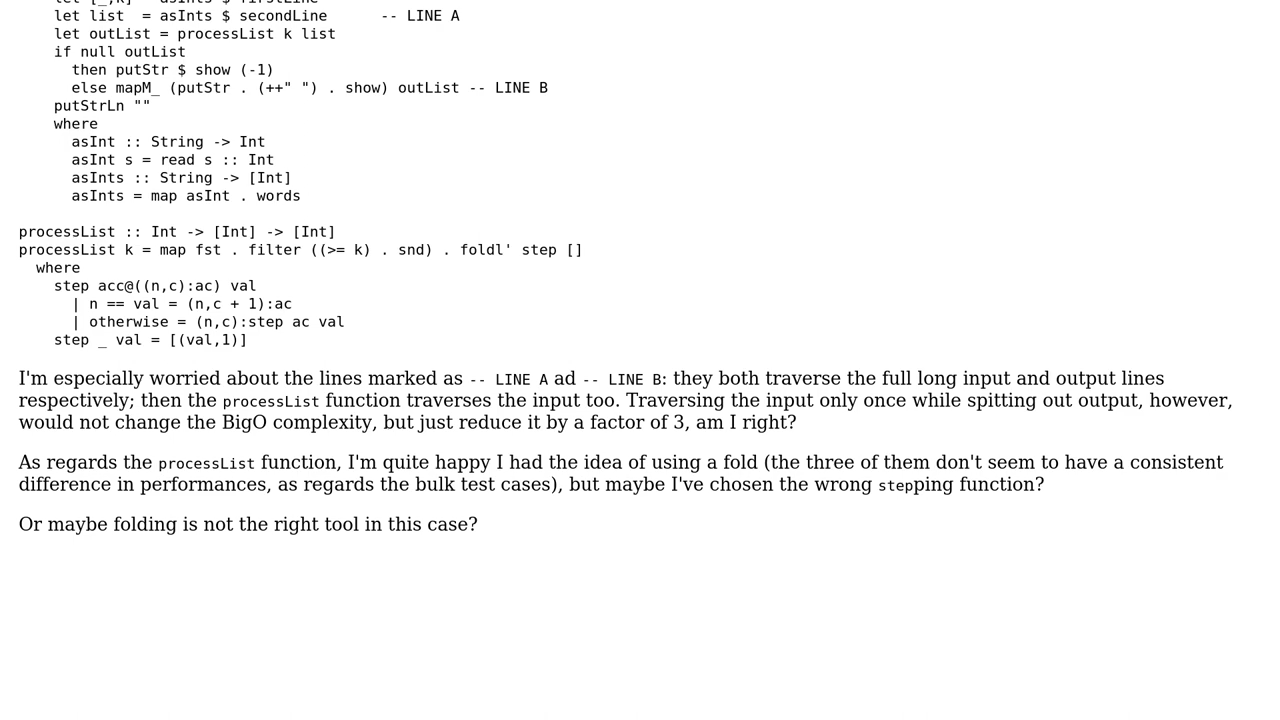 let [_,k] = asInts $ firstLine
let list  = asInts $ secondLine      -- LINE A
let outList = processList k list
if null outList
then putStr $ show (-1)
else mapM_ (putStr . (++" ") . show) outList -- LINE B
putStrLn ""
where
asInt :: String -> Int
asInt s = read s :: Int
asInts :: String -> [Int]
asInts = map asInt . words
processList :: Int -> [Int] -> [Int]
processList k = map fst . filter ((>= k) . snd) . foldl' step []
where
step acc@((n,c):ac) val
| n == val = (n,c + 1):ac
| otherwise = (n,c):step ac val
step _ val = [(val,1)]
I'm especially worried about the lines marked as -- LINE A ad -- LINE B: they both traverse the full long input and output lines
respectively; then the processList function traverses the input too. Traversing the input only once while spitting out output, however,
would not change the BigO complexity, but just reduce it by a factor of 3, am I right?
As regards the processList function, I'm quite happy I had the idea of using a fold (the three of them don't seem to have a consistent
difference in performances, as regards the bulk test cases), but maybe I've chosen the wrong stepping function?
Or maybe folding is not the right tool in this case?